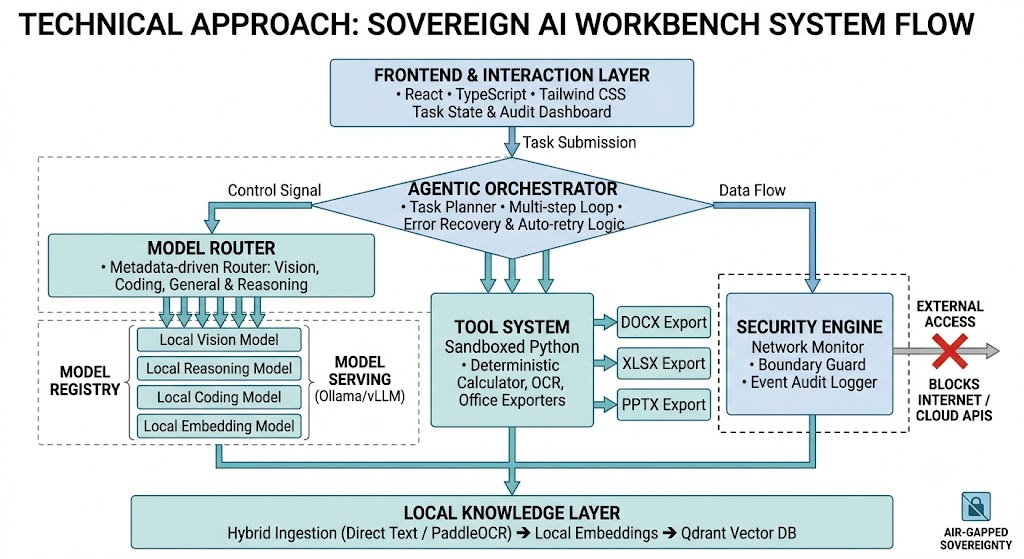 TECHNICAL APPROACH: SOVEREIGN AI WORKBENCH SYSTEM FLOW
FRONTEND & INTERACTION LAYER
• React • TypeScript • Tailwind CSS
Task State & Audit Dashboard
Task Submission
Control Signal
AGENTIC ORCHESTRATOR
• Task Planner • Multi-step Loop •
Error Recovery & Auto-retry Logic
Data Flow
MODEL ROUTER
• Metadata-driven Router: Vision,
Coding, General & Reasoning
MODEL
REGISTRY
Local Vision Model
Local Reasoning Model
Local Coding Model
Local Embedding Model
MODEL
SERVING
(Ollama/vLLM)
TOOL SYSTEM
Sandboxed Python
• Deterministic
Calculator, OCR,
Office Exporters
DOCX Export
XLSX Export
PPTX Export
SECURITY ENGINE
Network Monitor
• Boundary Guard
• Event Audit Logger
EXTERNAL
ACCESS
BLOCKS
INTERNET /
CLOUD APIS
LOCAL KNOWLEDGE LAYER
Hybrid Ingestion (Direct Text / PaddleOCR) ➔ Local Embeddings ➔ Qdrant Vector DB
AIR-GAPPED
SOVEREIGNTY